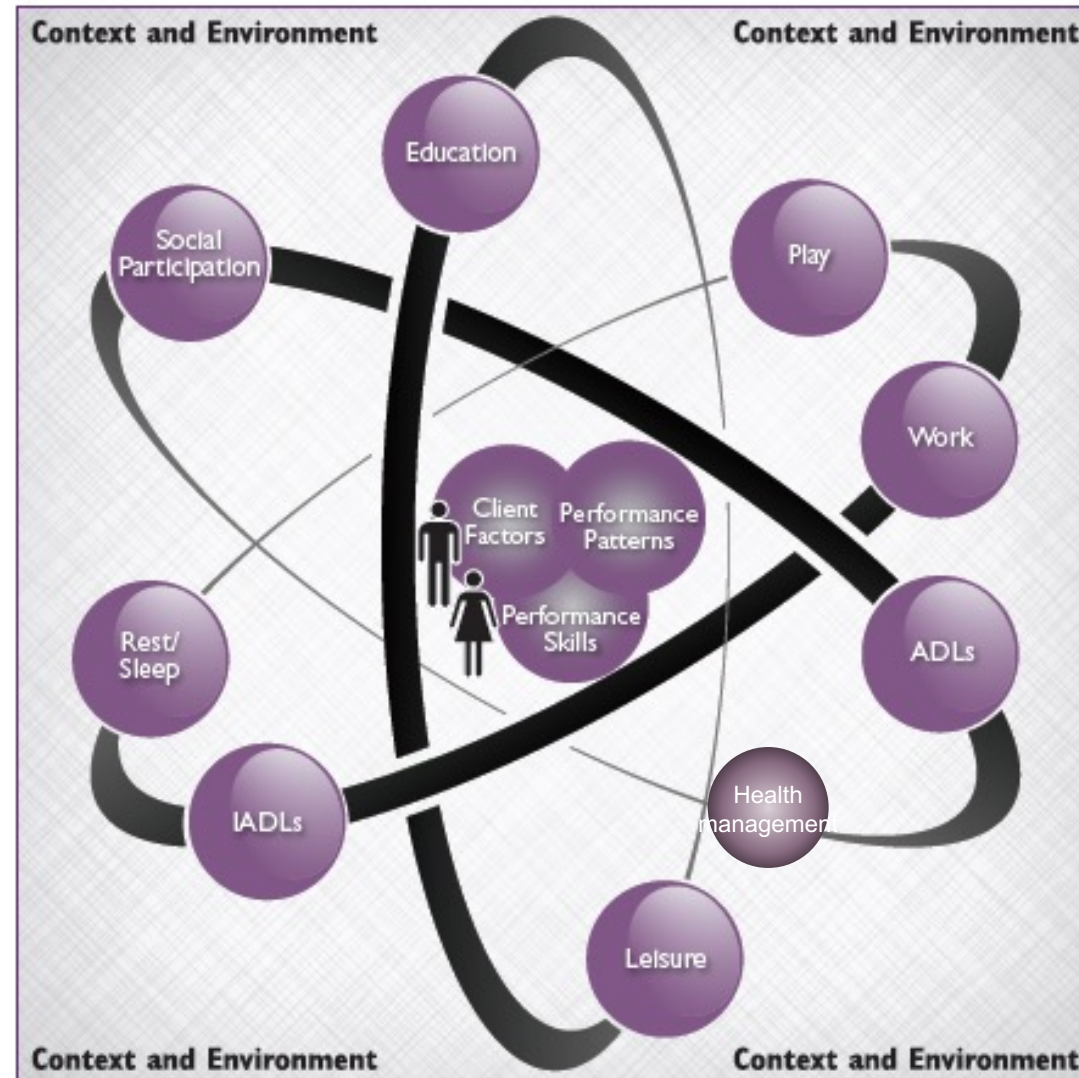 Context and Environment
Context and Environment
Education
Social
Participation
Play
Work
Client
Factors
Performance
Patterns
Performance
Skills
Rest/
Sleep
ADLs
IADLs
Health
management
Leisure
Context and Environment
Context and Environment